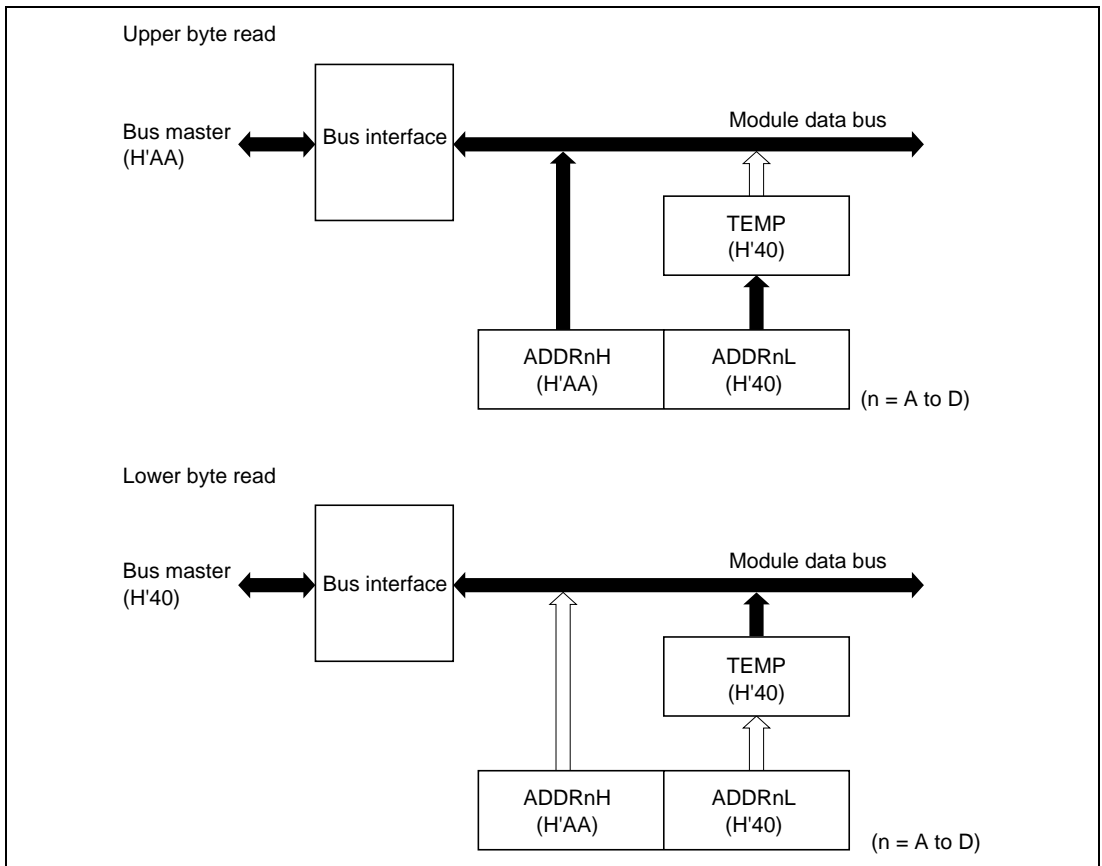 Upper byte read
Bus master
(H'AA)
Bus interface
Module data bus
TEMP
(H'40)
ADDRnH
(H'AA)
ADDRnL
(H'40)
(n = A to D)
Lower byte read
Bus master
(H'40)
Bus interface
Module data bus
TEMP
(H'40)
ADDRnH
(H'AA)
ADDRnL
(H'40)
(n = A to D)